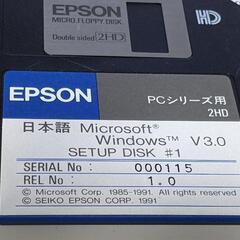 EPSON
MICRO FLOPPY DISK
Double sided 2HD
HD
EPSON
PCシリーズ用
2HD
日本語 Microsoft®
Windows™ V3.0
SETUP DISK #1
SERIAL No : 000115
REL No : 1.0
© Microsoft Corp. 1985-1991. All rights
© SEIKO EPSON CORP. 1991